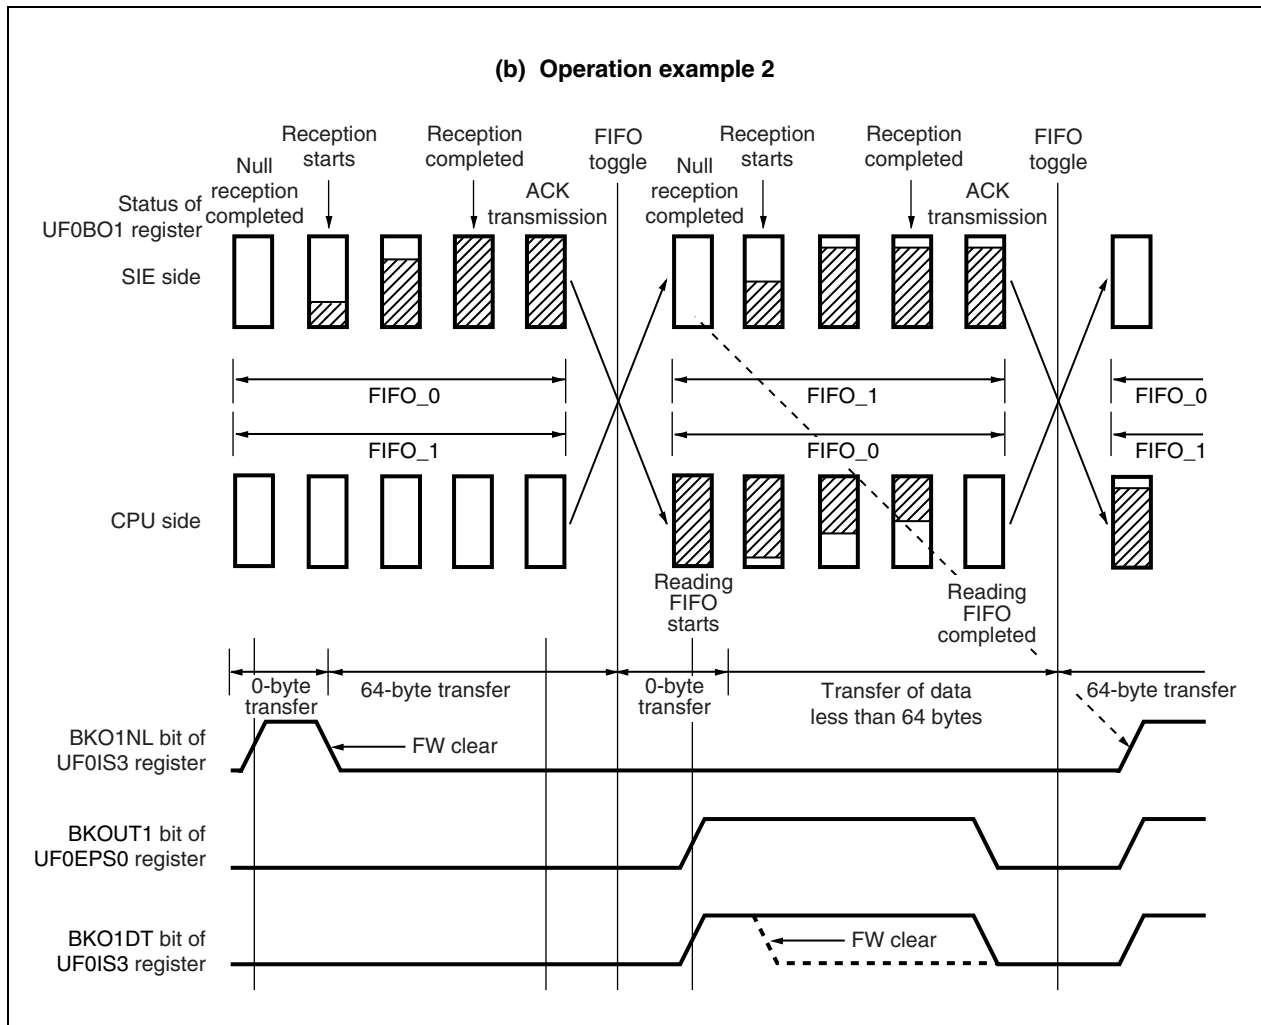 (b) Operation example 2
Reception
starts
Reception
completed
FIFO
toggle
Reception
starts
Reception
completed
FIFO
toggle
Null
reception
completed
ACK
transmission
Null
reception
completed
ACK
transmission
Status of
UF0BO1 register
SIE side
FIFO_0
FIFO_1
FIFO_0
FIFO_1
FIFO_0
FIFO_1
CPU side
Reading
FIFO
starts
Reading
FIFO
completed
0-byte
transfer
64-byte transfer
0-byte
transfer
Transfer of data
less than 64 bytes
64-byte transfer
BKO1NL bit of
UF0IS3 register
FW clear
BKOUT1 bit of
UF0EPS0 register
BKO1DT bit of
UF0IS3 register
FW clear